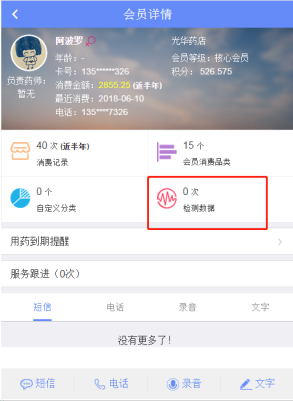 会员详情
阿波罗 光华药店
年龄：- 会员等级：核心会员
卡号：135******326 积分： 526.575
消费金额：2855.25 (近半年)
最近消费：2018-06-10
电话：135****7326
负责药师：
暂无
40 次 (近半年)
消费记录
15 个
会员消费品类
0 个
自定义分类
0 次
检测数据
用药到期提醒
服务跟进（0次）
短信 电话 录音 文字
没有更多了！
短信 电话 录音 文字